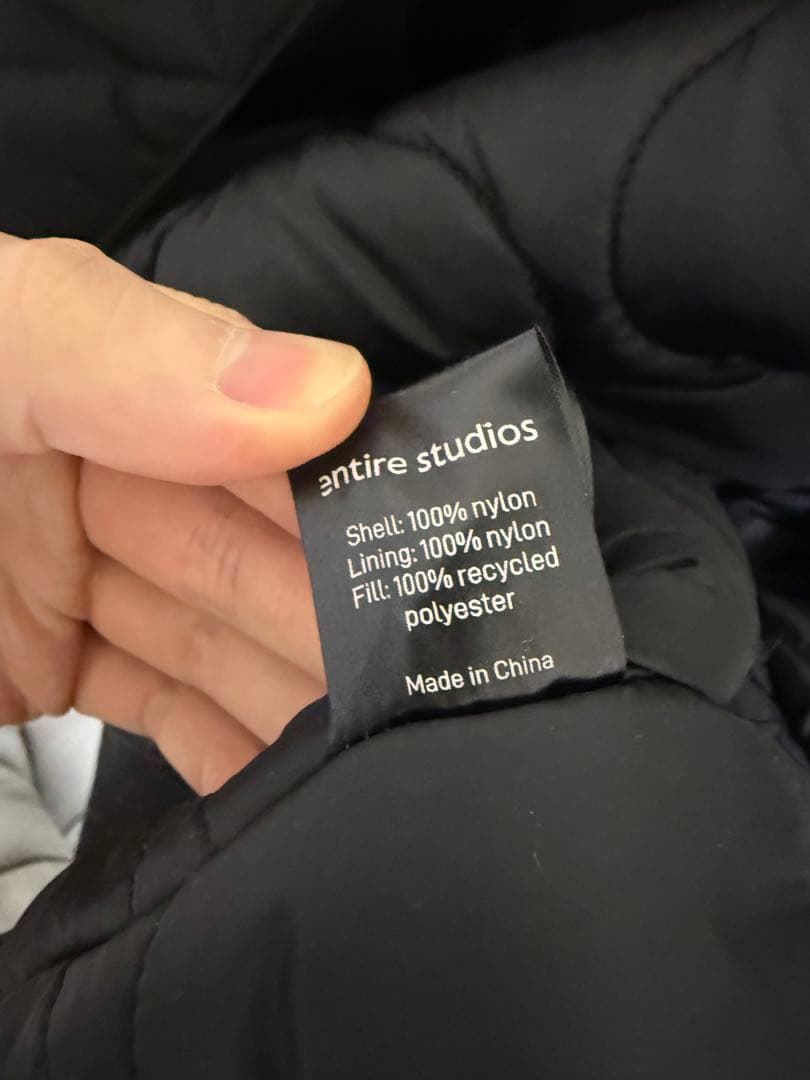 entire studios
Shell: 100% nylon
Lining: 100% nylon
Fill: 100% recycled
polyester
Made in China